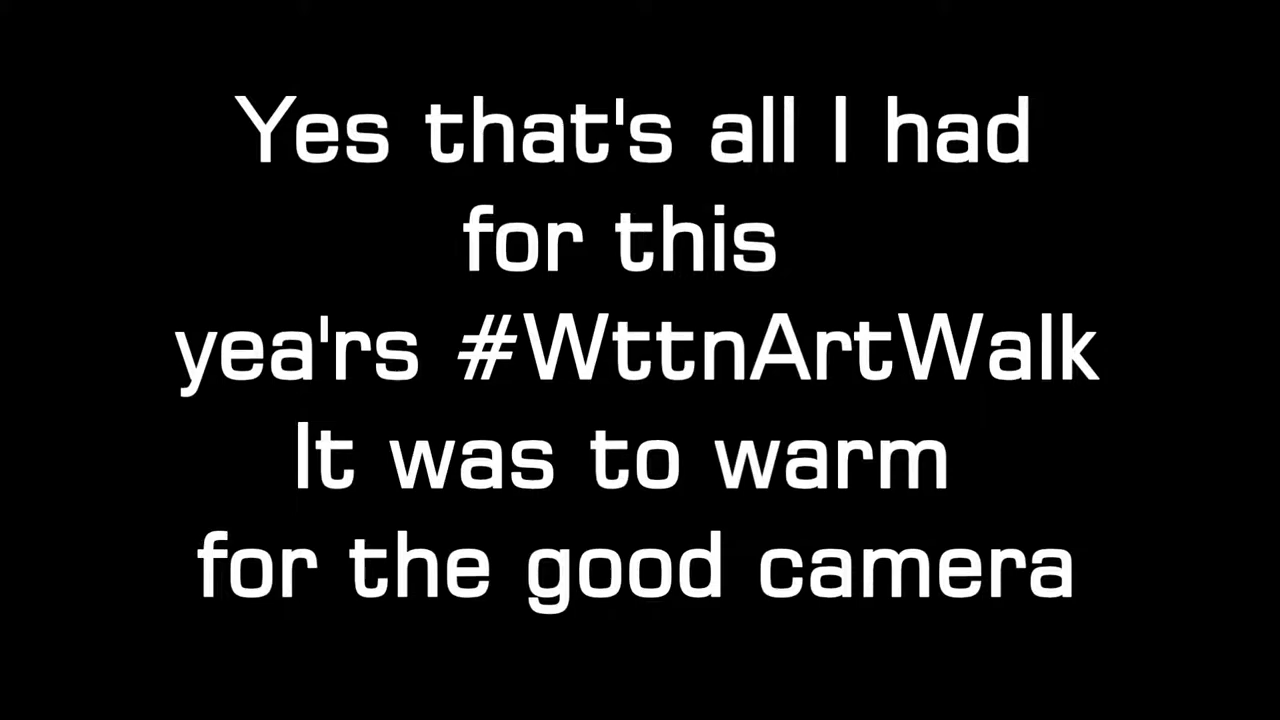 Yes that's all I had
for this
yea'rs #WttnArtWalk
It was to warm
for the good camera